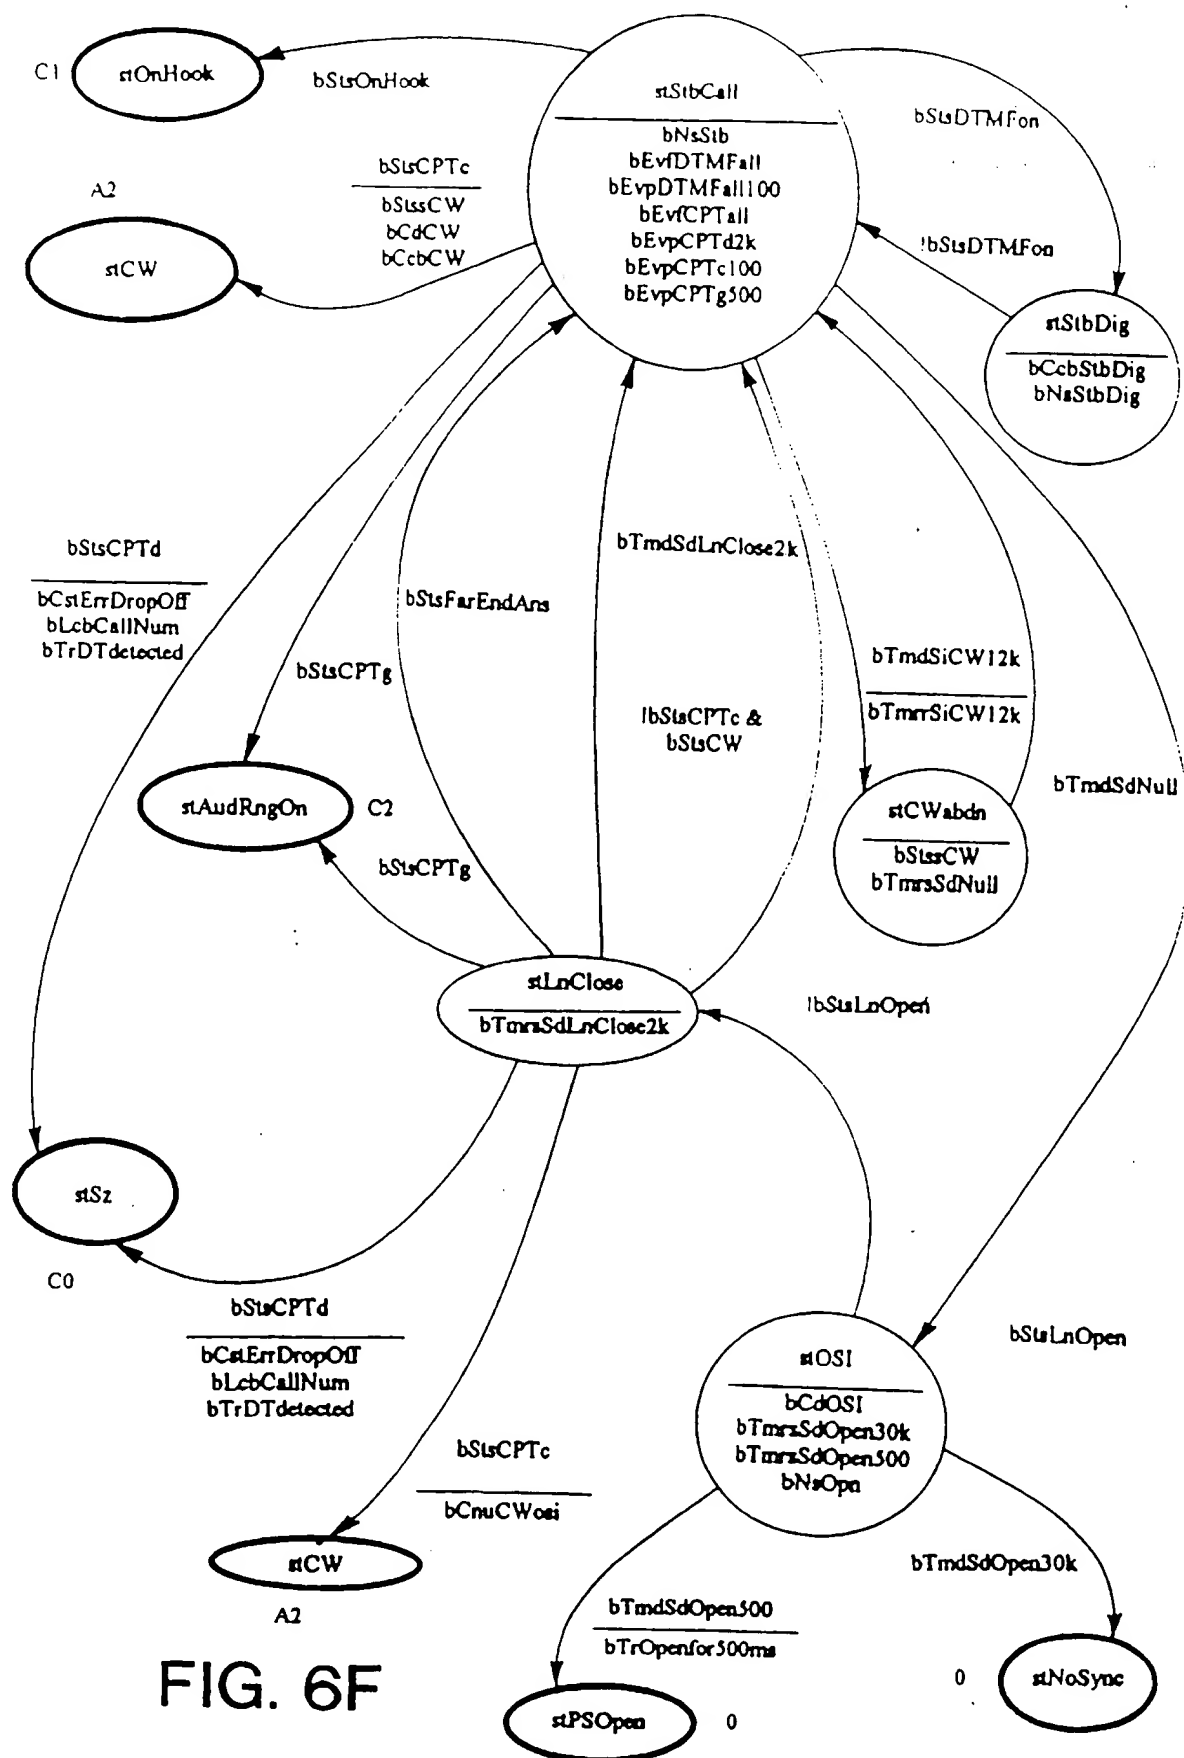 C1
stOnHook
bStsOnHook
stStbCall
bNsStb
bEvfDTMFall
bEvpDTMFall100
bEvfCPTall
bEvpCPTd2k
bEvpCPTc100
bEvpCPTg500
bStsDTMFon
!bStsDTMFon
A2
stCW
bStsCPTc
bStssCW
bCdCW
bCcbCW
stStbDig
bCcbStbDig
bNsStbDig
bStsCPTd
bCstErrDropOff
bLcbCallNum
bTrDTdetected
bStsCPTg
bStsFarEndAns
bTmdSdLnClose2k
!bStsCPTc &
bStsCW
bTmdSiCW12k
bTmrrSiCW12k
bTmdSdNull
stAudRngOn
C2
bStsCPTg
stCWabdn
bStssCW
bTmrsSdNull
stLnClose
bTmrsSdLnClose2k
!bStsLnOpen
stSz
C0
bStsCPTd
bCstErrDropOff
bLcbCallNum
bTrDTdetected
bStsLnOpen
stOSI
bCdOSI
bTmrsSdOpen30k
bTmrsSdOpen500
bNsOpn
bStsCPTc
bCnuCWosi
stCW
A2
bTmdSdOpen30k
bTmdSdOpen500
bTrOpenfor500ms
0
stNoSync
stPSOpen
0
FIG. 6F